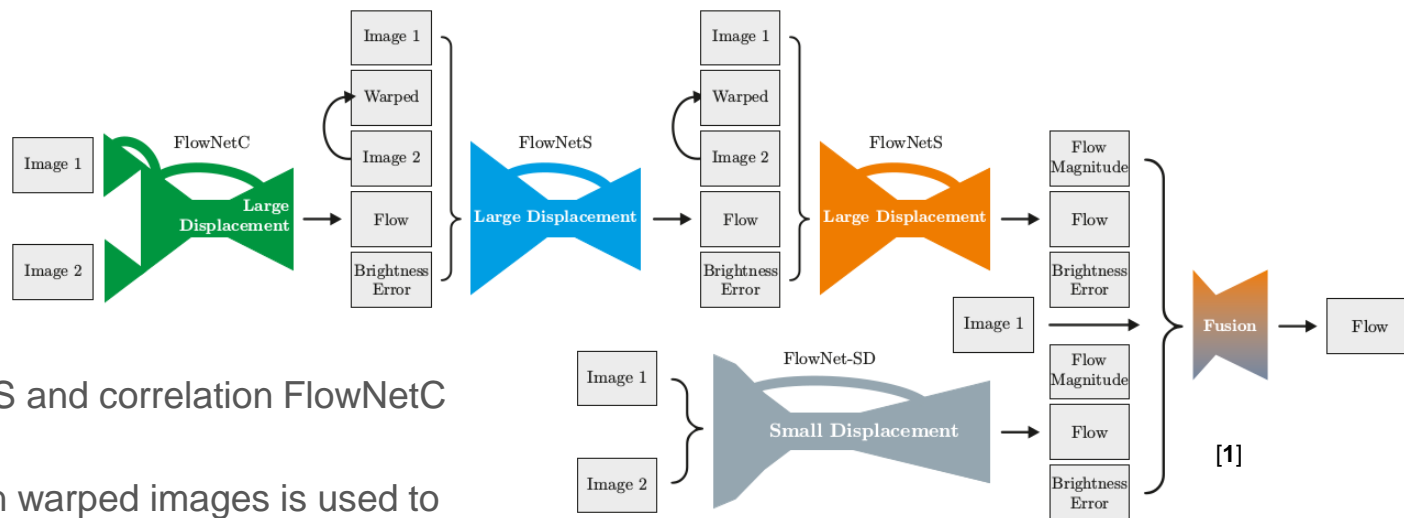 Image 1
Image 2
FlowNetC
Large
Displacement
Image 1
Warped
Image 2
Flow
Brightness
Error
FlowNetS
Large Displacement
Image 1
Warped
Image 2
Flow
Brightness
Error
FlowNetS
Large Displacement
Flow
Magnitude
Flow
Brightness
Error
Image 1
Image 1
Image 2
FlowNet-SD
Small Displacement
Flow
Magnitude
Flow
Brightness
Error
Fusion
Flow
[1]
S and correlation FlowNetC
warped images is used to